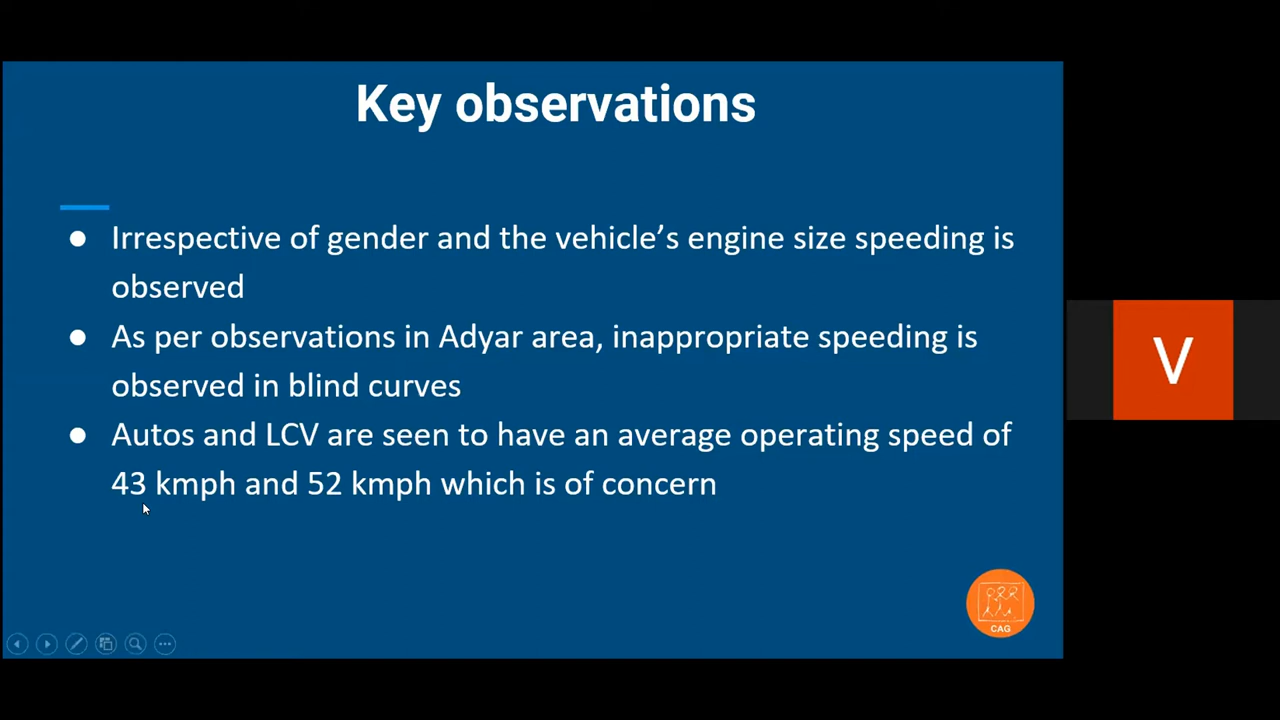 Key observations
● Irrespective of gender and the vehicle’s engine size speeding is
observed
● As per observations in Adyar area, inappropriate speeding is
observed in blind curves
● Autos and LCV are seen to have an average operating speed of
43 kmph and 52 kmph which is of concern
V
CAG